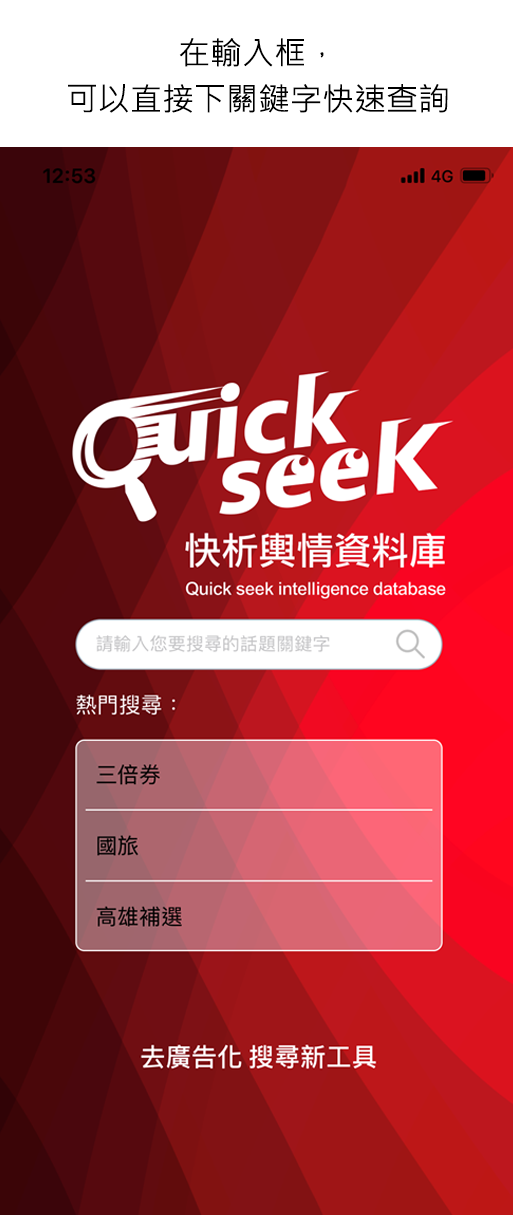 在輸入框，
可以直接下關鍵字快速查詢
12:53
4G
Quick
seeK
快析輿情資料庫
Quick seek intelligence database
請輸入您要搜尋的話題關鍵字
熱門搜尋：
三倍券
國旅
高雄補選
去廣告化 搜尋新工具